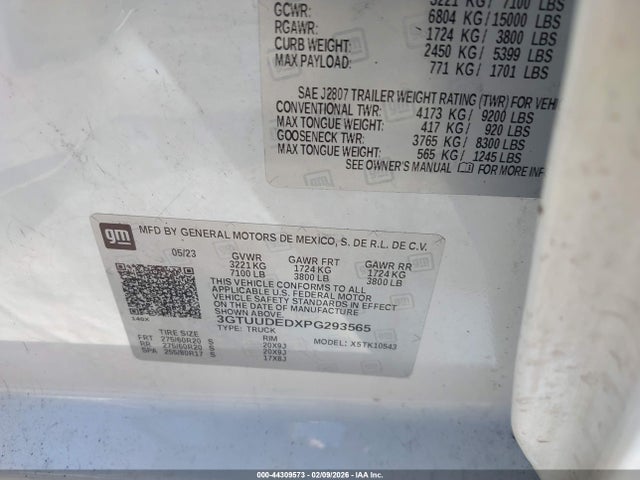 3221 KG / 7100 LBS
GCWR: 6804 KG / 15000 LBS
RGAWR: 1724 KG / 3800 LBS
CURB WEIGHT: 2450 KG / 5399 LBS
MAX PAYLOAD: 771 KG / 1701 LBS
SAE J2807 TRAILER WEIGHT RATING (TWR) FOR VEHI
CONVENTIONAL TWR: 4173 KG / 9200 LBS
MAX TONGUE WEIGHT: 417 KG / 920 LBS
GOOSENECK TWR: 3765 KG / 8300 LBS
MAX TONGUE WEIGHT: 565 KG / 1245 LBS
SEE OWNER'S MANUAL FOR MORE INF
gm MFD BY GENERAL MOTORS DE MEXICO, S. DE R.L. DE C.V.
05/23 GVWR GAWR FRT GAWR RR
3221 KG 1724 KG 1724 KG
7100 LB 3800 LB 3800 LB
THIS VEHICLE CONFORMS TO ALL
APPLICABLE U.S. FEDERAL MOTOR
VEHICLE SAFETY STANDARDS IN
EFFECT ON THE DATE OF
MANUFACTURE SHOWN ABOVE.
3GTUUDEDXPG293565
TYPE: TRUCK MODEL: X5TK10543
TIRE SIZE RIM
FRT 275/60R20 S 20X9J
RR 275/60R20 S 20X9J
SPA 255/80R17 S 17X8J
000-44309573 - 02/09/2026 - IAA Inc.